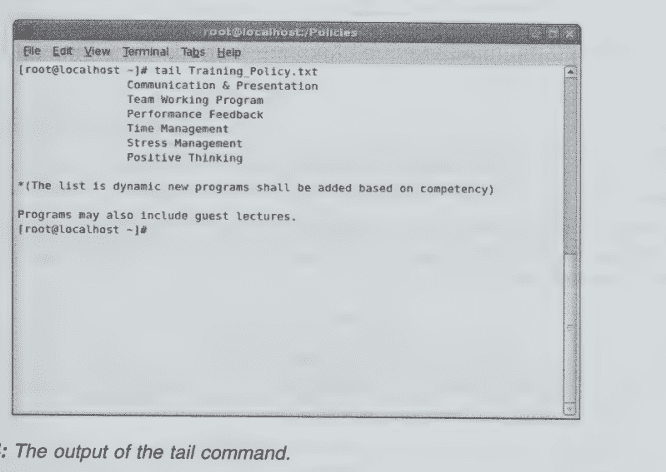 root@localhost:/Policies
File Edit View Terminal Tabs Help
[root@localhost ~]# tail Training_Policy.txt
Communication & Presentation
Team Working Program
Performance Feedback
Time Management
Stress Management
Positive Thinking
*(The list is dynamic new programs shall be added based on competency)
Programs may also include guest lectures.
[root@localhost ~]#
: The output of the tail command.